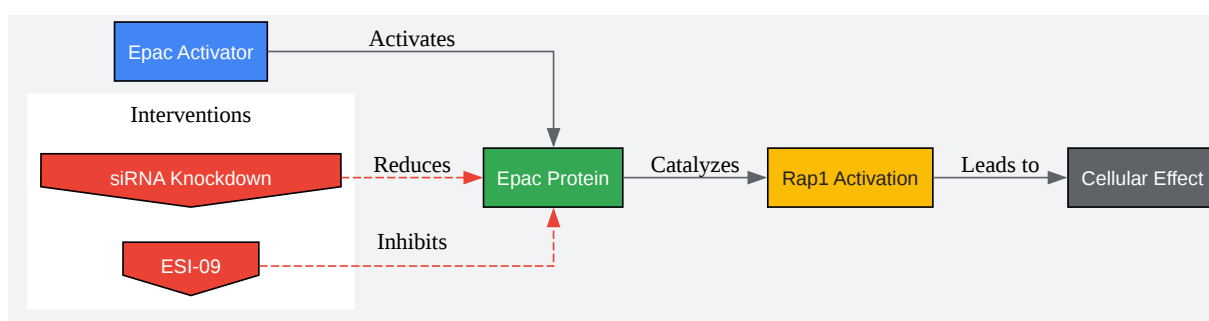 Epac Activator
Activates
Interventions
siRNA Knockdown
Reduces
Epac Protein
Catalyzes
Rap1 Activation
Leads to
Cellular Effect
ESI-09
Inhibits